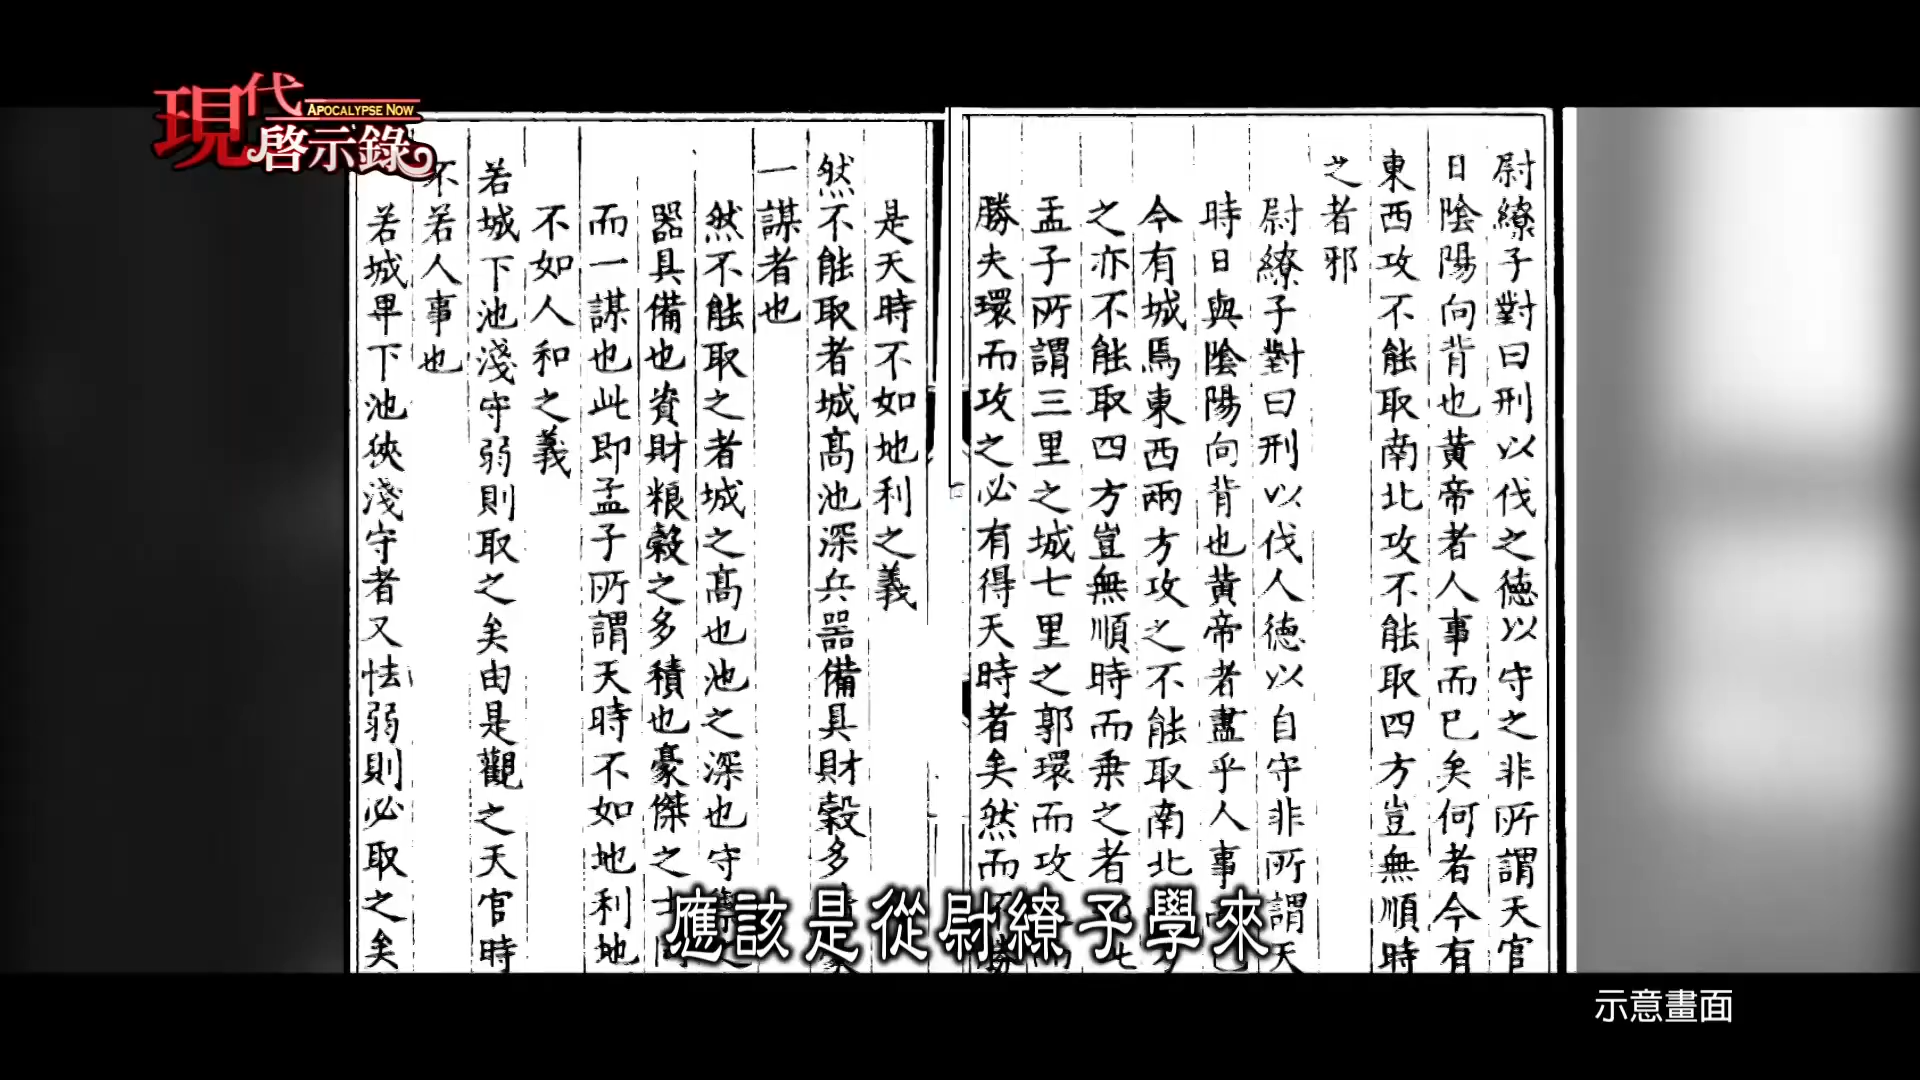 現代啓示錄
APOCALYPSE NOW
尉繚子對曰刑以伐之德以守之非所謂天官
日陰陽向背也黄帝者人事而已矣何者今有
東西攻不能取南北攻不能取四方豈無順時
之者邪
尉繚子對曰刑以伐人德以自守非所謂天
時日與陰陽向背也黄帝者盡乎人事
今有城焉東西兩方攻之不能取南北
之亦不能取四方豈無順時而乗之者
孟子所謂三里之城七里之郭環而攻
勝夫環而攻之必有得天時者矣然而不勝
是天時不如地利之義
然不能取者城髙池深兵噐備具財穀多
一謀者也
然不能取之者城之髙也池之深也守
噐具備也資財粮穀之多積也豪傑之士
而一謀也此即孟子所謂天時不如地利地
不如人和之義
若城下池淺守弱則取之矣由是觀之天官時
不若人事也
若城卑下池狹淺守者又怯弱則必取之矣
應該是從尉繚子學來
示意畫面